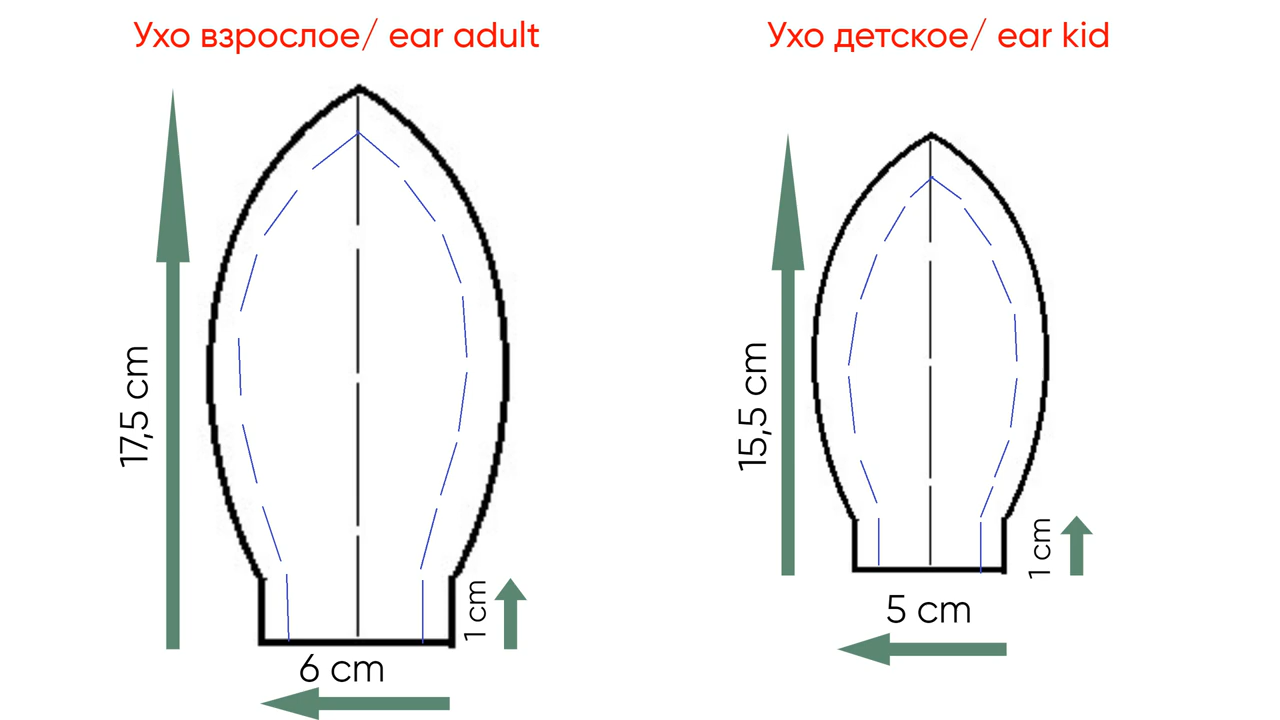 Ухо взрослое/ ear adult
17,5 cm
1 cm
6 cm
Ухо детское/ ear kid
15,5 cm
1 cm
5 cm